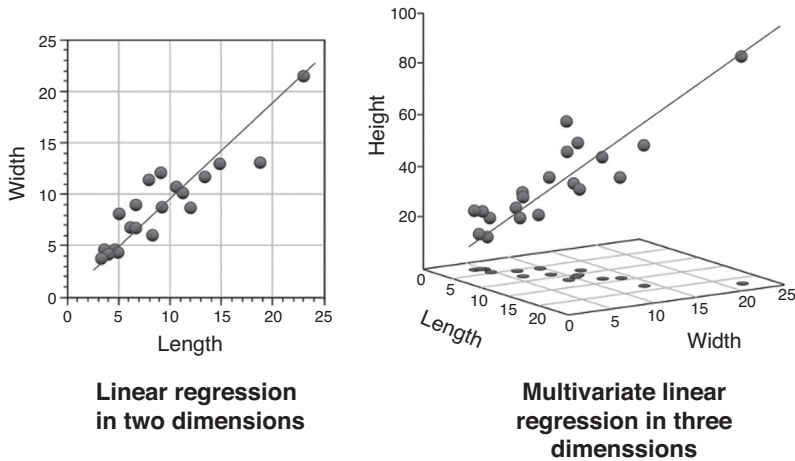 25
20
15
10
5
0
Width
0 5 10 15 20 25
Length
Linear regression
in two dimensions
100
80
60
40
20
Height
0 5 10 15 20
Length
0 5 10 15 20 25
Width
Multivariate linear
regression in three
dimenssions